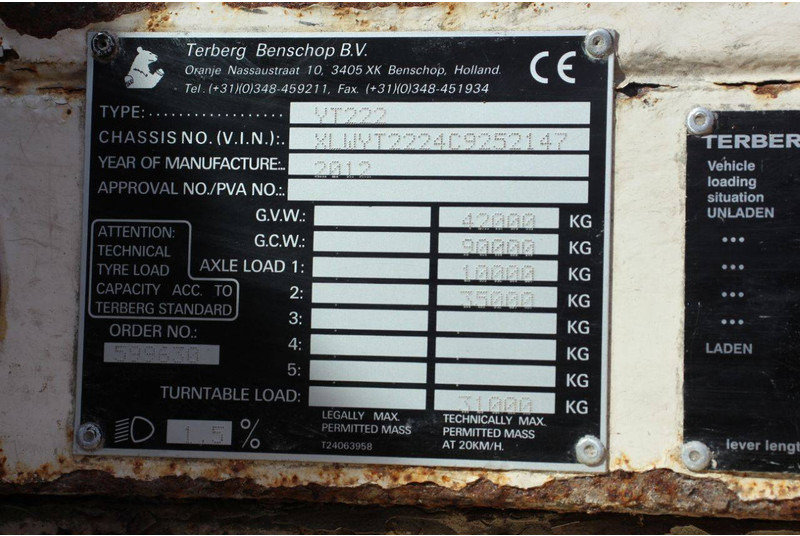 Terberg Benschop B.V.
Oranje Nassaustraat 10, 3405 XK Benschop, Holland.
Tel.(+31)(0)348-459211, Fax. (+31)(0)348-451934
CE
TYPE:.................. YT222
CHASSIS NO. (V.I.N.):. XLWYT2224C9252147
YEAR OF MANUFACTURE:.. 2012
APPROVAL NO./PVA NO.:.
G.V.W.: 42000 KG
G.C.W.: 90000 KG
AXLE LOAD 1: 10000 KG
2: 35000 KG
3: KG
4: KG
5: KG
TURNTABLE LOAD: 31000 KG
ATTENTION:
TECHNICAL
TYRE LOAD
CAPACITY ACC. TO
TERBERG STANDARD
ORDER NO.:
599630
1,5 %
LEGALLY MAX.
PERMITTED MASS
T24063958
TECHNICALLY MAX.
PERMITTED MASS
AT 20KM/H.
TERBER
Vehicle
loading
situation
UNLADEN
...
...
...
...
LADEN
lever lengt